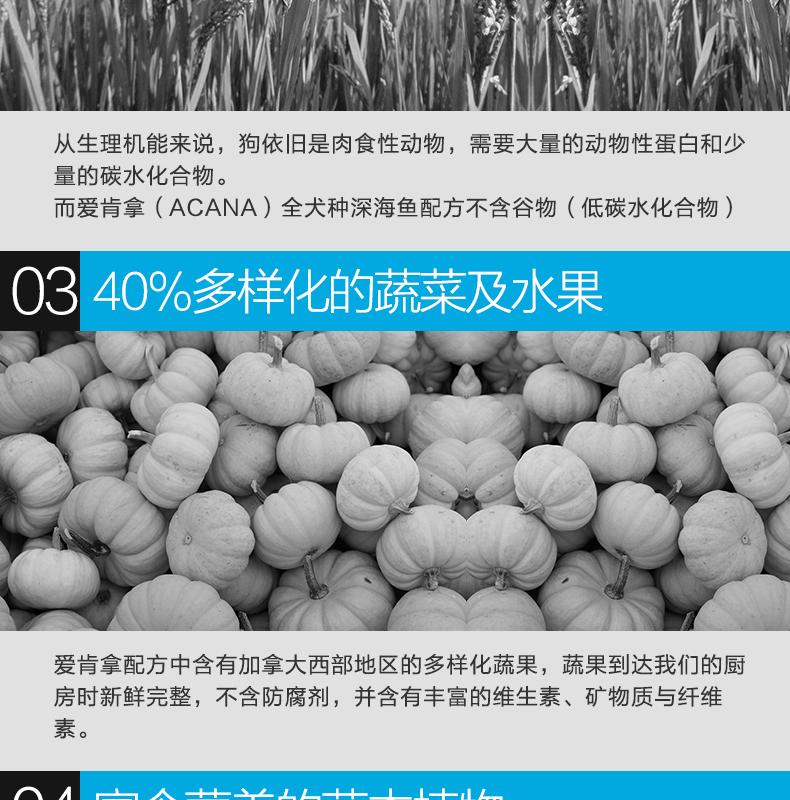 从生理机能来说，狗依旧是肉食性动物，需要大量的动物性蛋白和少
量的碳水化合物。
而爱肯拿（ACANA）全犬种深海鱼配方不含谷物（低碳水化合物）
03 40%多样化的蔬菜及水果
爱肯拿配方中含有加拿大西部地区的多样化蔬果，蔬果到达我们的厨
房时新鲜完整，不含防腐剂，并含有丰富的维生素、矿物质与纤维
素。